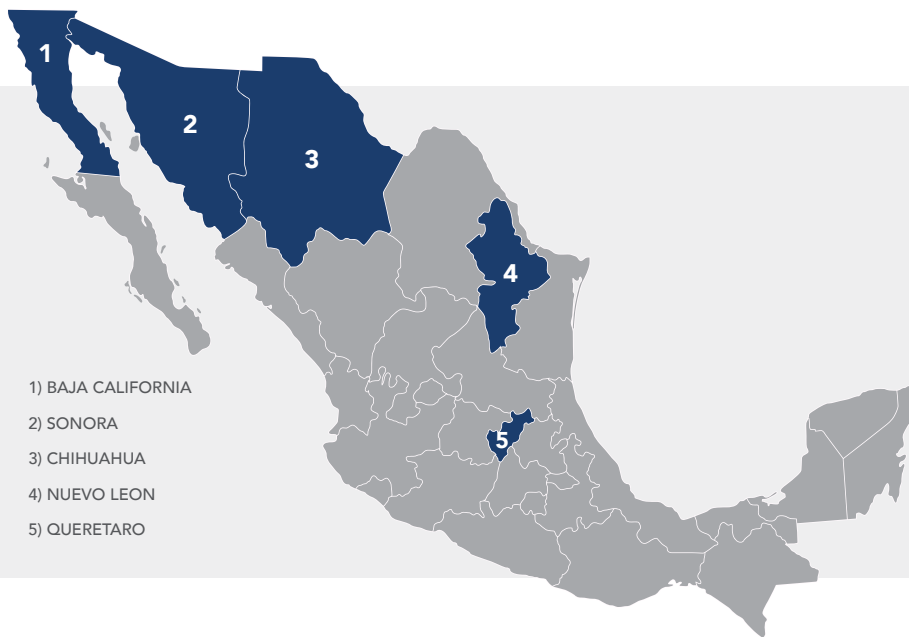 1
2
3
4
5
1) BAJA CALIFORNIA
2) SONORA
3) CHIHUAHUA
4) NUEVO LEON
5) QUERETARO